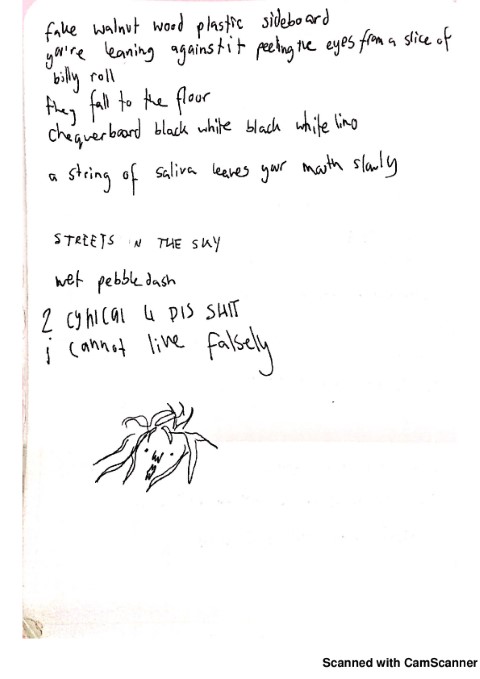 fake walnut wood plastic sideboard
you're leaning against it peeling the eyes from a slice of
billy roll
they fall to the floor
chequerboard black white black white lino
a string of saliva leaves your mouth slowly
STREETS IN THE SKY
wet pebbledash
2 CYNICAL 4 DIS SHIT
i cannot live falsely
Scanned with CamScanner